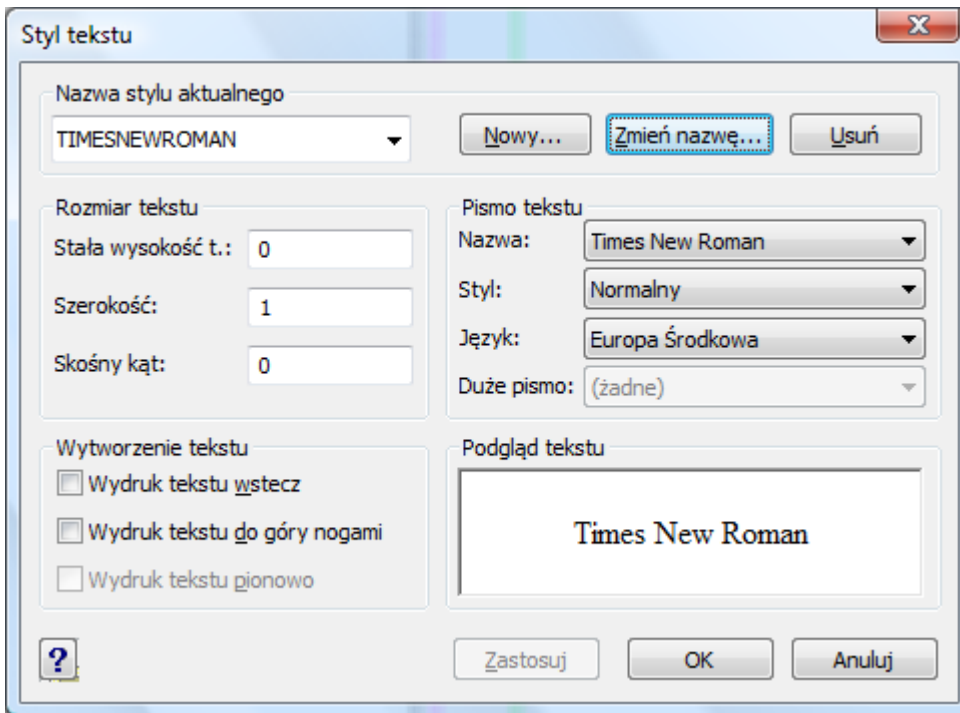 Styl tekstu
Nazwa stylu aktualnego
TIMESNEWROMAN
Nowy...
Zmień nazwę...
Usuń
Rozmiar tekstu
Stała wysokość t.: 0
Szerokość: 1
Skośny kąt: 0
Pismo tekstu
Nazwa: Times New Roman
Styl: Normalny
Język: Europa Środkowa
Duże pismo: (żadne)
Wytworzenie tekstu
Wydruk tekstu wstecz
Wydruk tekstu do góry nogami
Wydruk tekstu pionowo
Podgląd tekstu
Times New Roman
?
Zastosuj
OK
Anuluj